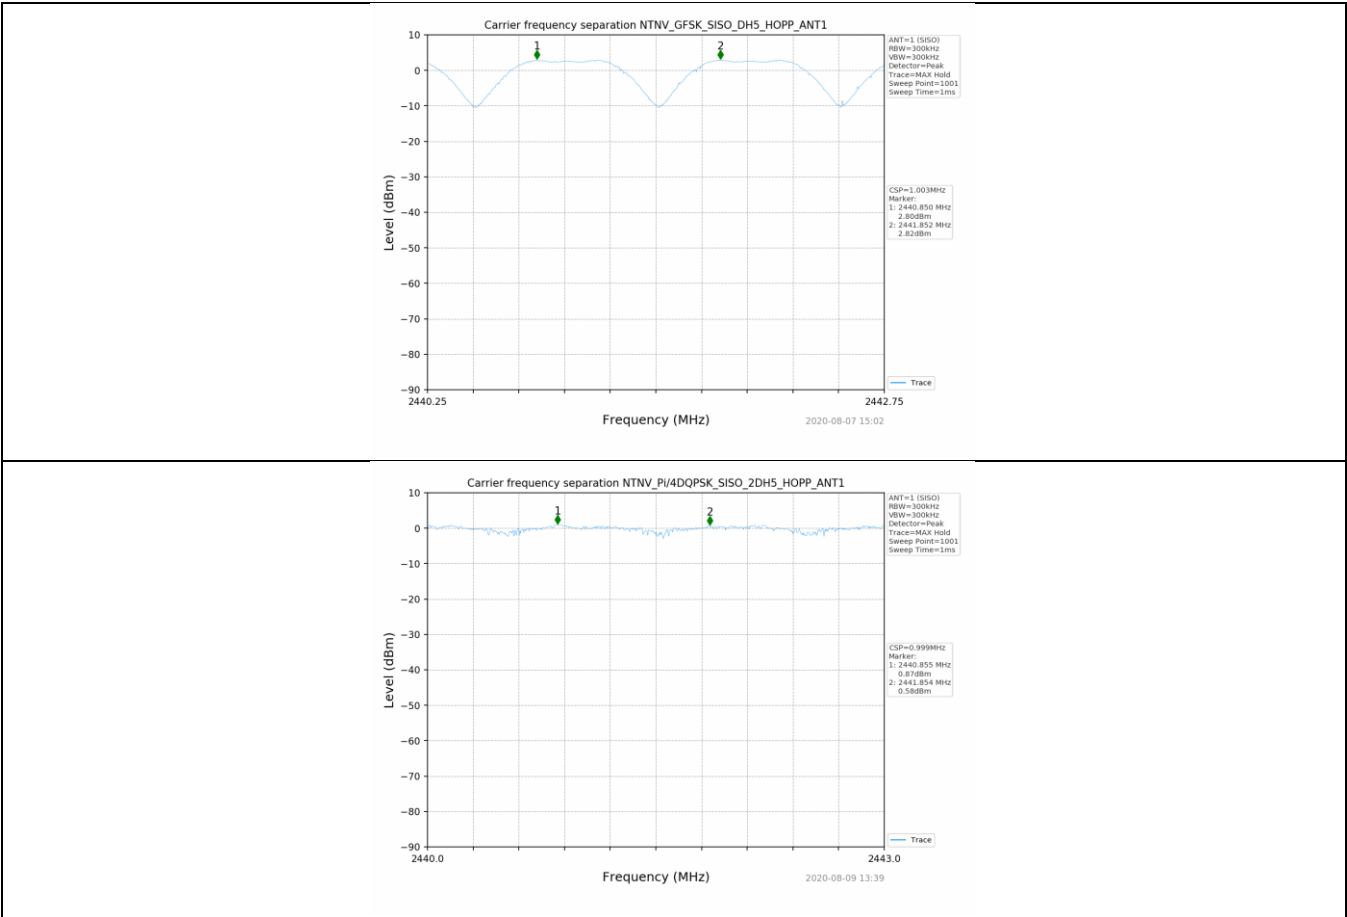 Carrier frequency separation NTNV_GFSK_SISO_DH5_HOPP_ANT1
10
0
−10
−20
−30
−40
−50
−60
−70
−80
−90
Level (dBm)
1
2
ANT=1 (SISO)
RBW=300kHz
VBW=300kHz
Detector=Peak
Trace=MAX Hold
Sweep Point=1001
Sweep Time=1ms
CSP=1.003MHz
Marker:
1: 2440.850 MHz
2.80dBm
2: 2441.852 MHz
2.82dBm
Trace
2440.25
2442.75
Frequency (MHz)
2020-08-07 15:02
Carrier frequency separation NTNV_Pi/4DQPSK_SISO_2DH5_HOPP_ANT1
10
0
−10
−20
−30
−40
−50
−60
−70
−80
−90
Level (dBm)
1
2
ANT=1 (SISO)
RBW=300kHz
VBW=300kHz
Detector=Peak
Trace=MAX Hold
Sweep Point=1001
Sweep Time=1ms
CSP=0.999MHz
Marker:
1: 2440.855 MHz
0.87dBm
2: 2441.854 MHz
0.58dBm
Trace
2440.0
2443.0
Frequency (MHz)
2020-08-09 13:39